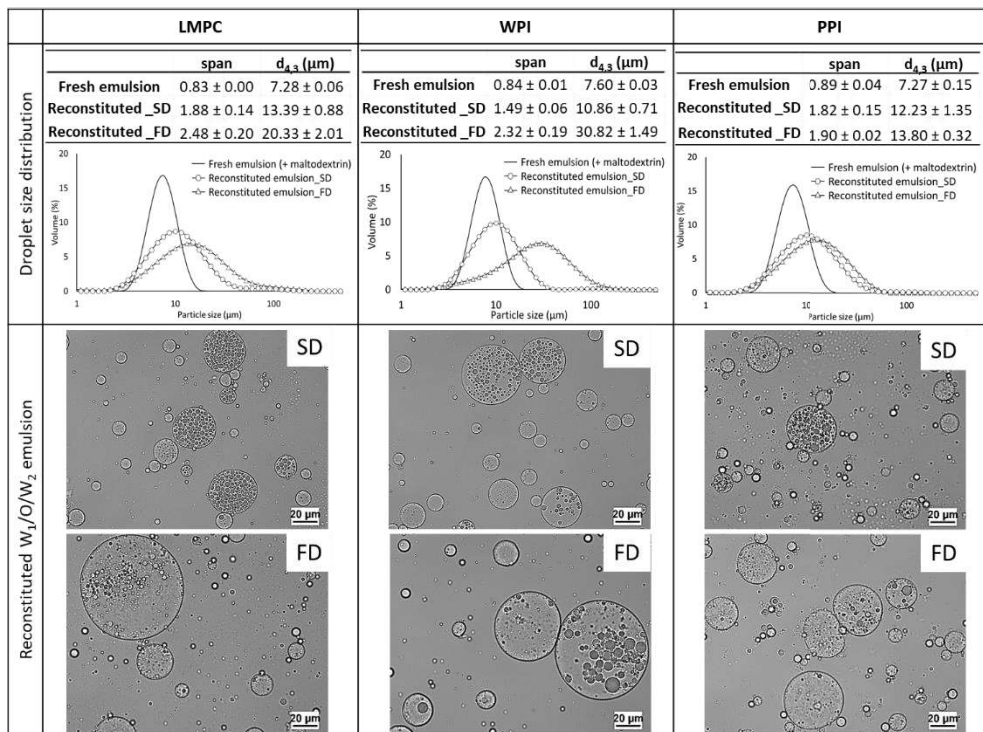 LMPC
WPI
PPI
Droplet size distribution
span d4,3 (µm)
Fresh emulsion 0.83 ± 0.00 7.28 ± 0.06
Reconstituted _SD 1.88 ± 0.14 13.39 ± 0.88
Reconstituted _FD 2.48 ± 0.20 20.33 ± 2.01
20
15
10
5
0
Volume (%)
Fresh emulsion (+ maltodextrin)
Reconstituted emulsion_SD
Reconstituted emulsion_FD
1 10 100
Particle size (µm)
span d4,3 (µm)
Fresh emulsion 0.84 ± 0.01 7.60 ± 0.03
Reconstituted _SD 1.49 ± 0.06 10.86 ± 0.71
Reconstituted _FD 2.32 ± 0.19 30.82 ± 1.49
20
15
10
5
0
Volume (%)
Fresh emulsion (+ maltodextrin)
Reconstituted emulsion_SD
Reconstituted emulsion_FD
1 10 100
Particle size (µm)
span d4,3 (µm)
Fresh emulsion 0.89 ± 0.04 7.27 ± 0.15
Reconstituted _SD 1.82 ± 0.15 12.23 ± 1.35
Reconstituted _FD 1.90 ± 0.02 13.80 ± 0.32
20
15
10
5
0
Volume (%)
Fresh emulsion (+ maltodextrin)
Reconstituted emulsion_SD
Reconstituted emulsion_FD
1 10 100
Particle size (µm)
Reconstituted W1/O/W2 emulsion
SD
20 µm
SD
20 µm
SD
20 µm
FD
20 µm
FD
20 µm
FD
20 µm